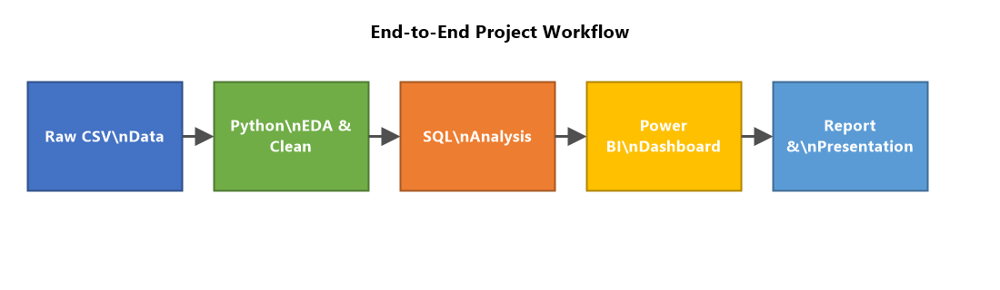 End-to-End Project Workflow
Raw CSV\nData
Python\nEDA &
Clean
SQL\nAnalysis
Power
BI\nDashboard
Report
&\nPresentation